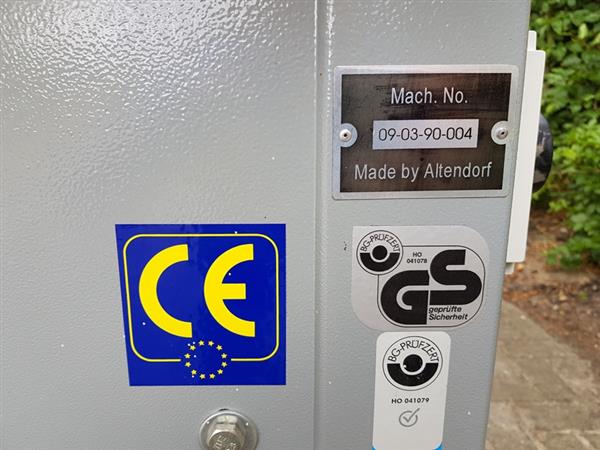 Mach. No.
09-03-90-004
Made by Altendorf
CE
BG-PRÜFZERT
HO
041078
GS
geprüfte
Sicherheit
BG-PRÜFZERT
HO 041079